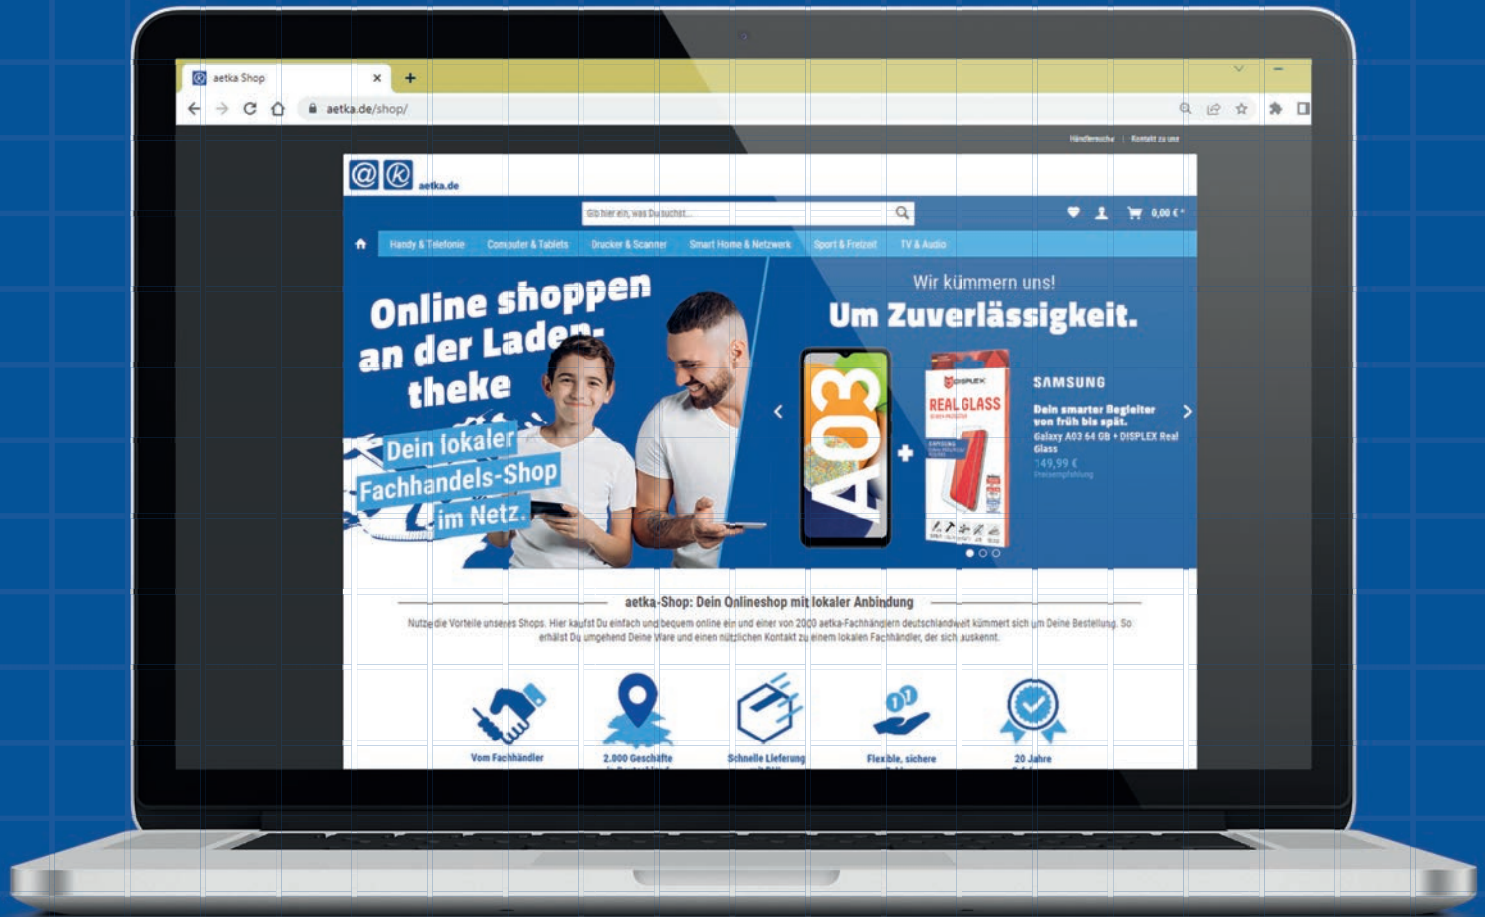 aetka Shop
aetka.de/shop/
Händlersuche | Kontakt zu uns
@ k aetka.de
Gib hier ein, was Du suchst...
0,00 € *
Handy & Telefonie Computer & Tablets Drucker & Scanner Smart Home & Netzwerk Sport & Freizeit TV & Audio
Online shoppen
an der Laden-
theke
Dein lokaler
Fachhandels-Shop
im Netz.
Wir kümmern uns!
Um Zuverlässigkeit.
A03
DISPLEX
REAL GLASS
SAMSUNG
Dein smarter Begleiter
von früh bis spät.
Galaxy A03 64 GB + DISPLEX Real
Glass
149,99 €
Preisempfehlung
aetka-Shop: Dein Onlineshop mit lokaler Anbindung
Nutze die Vorteile unseres Shops. Hier kaufst Du einfach und bequem online ein und einer von 2000 aetka-Fachhändlern deutschlandweit kümmert sich um Deine Bestellung. So
erhälst Du umgehend Deine Ware und einen nützlichen Kontakt zu einem lokalen Fachhändler, der sich auskennt.
Vom Fachhändler
2.000 Geschäfte
Schnelle Lieferung
Flexible, sichere
20 Jahre